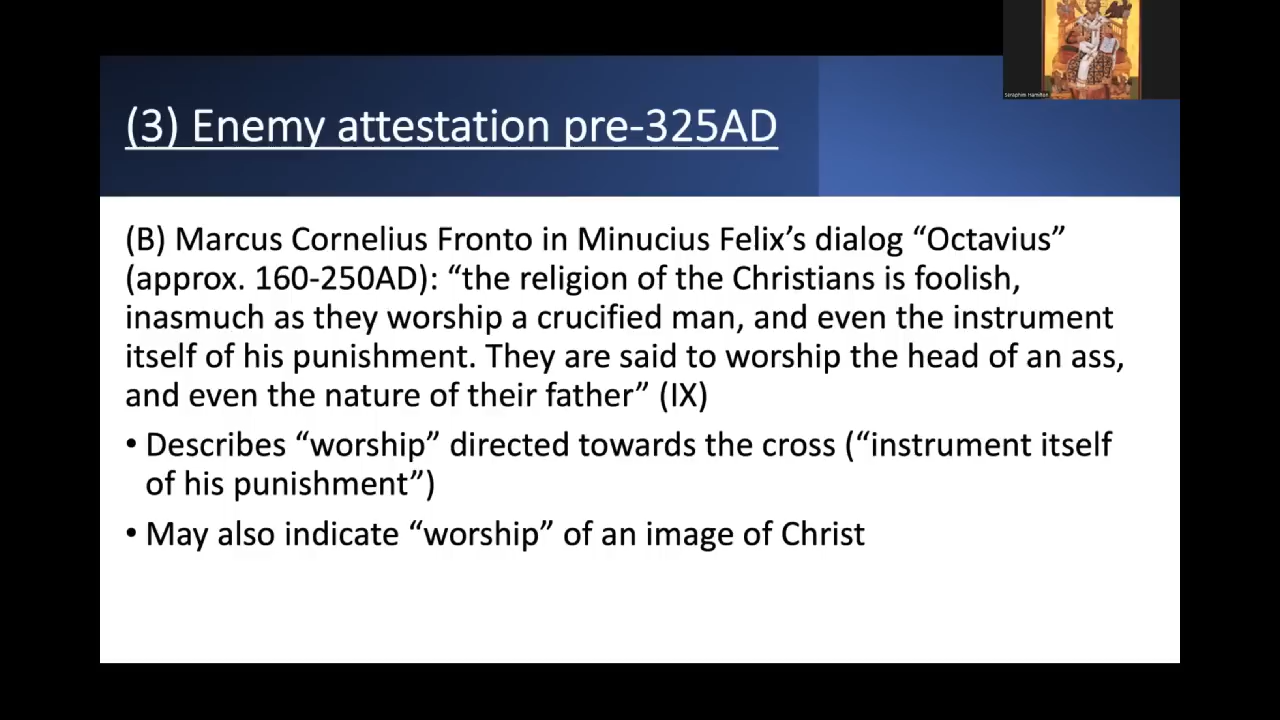 Seraphim Hamilton
(3) Enemy attestation pre-325AD
(B) Marcus Cornelius Fronto in Minucius Felix’s dialog “Octavius”
(approx. 160-250AD): “the religion of the Christians is foolish,
inasmuch as they worship a crucified man, and even the instrument
itself of his punishment. They are said to worship the head of an ass,
and even the nature of their father” (IX)
• Describes “worship” directed towards the cross (“instrument itself
of his punishment”)
• May also indicate “worship” of an image of Christ